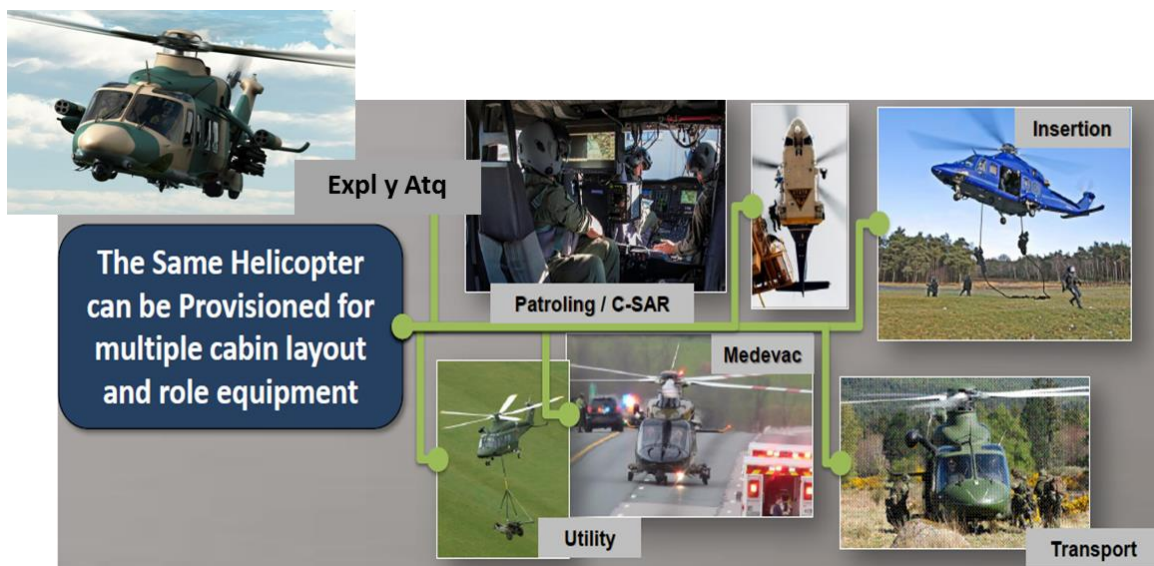 Expl y Atq
The Same Helicopter
can be Provisioned for
multiple cabin layout
and role equipment
Patroling / C-SAR
Insertion
Medevac
Utility
Transport